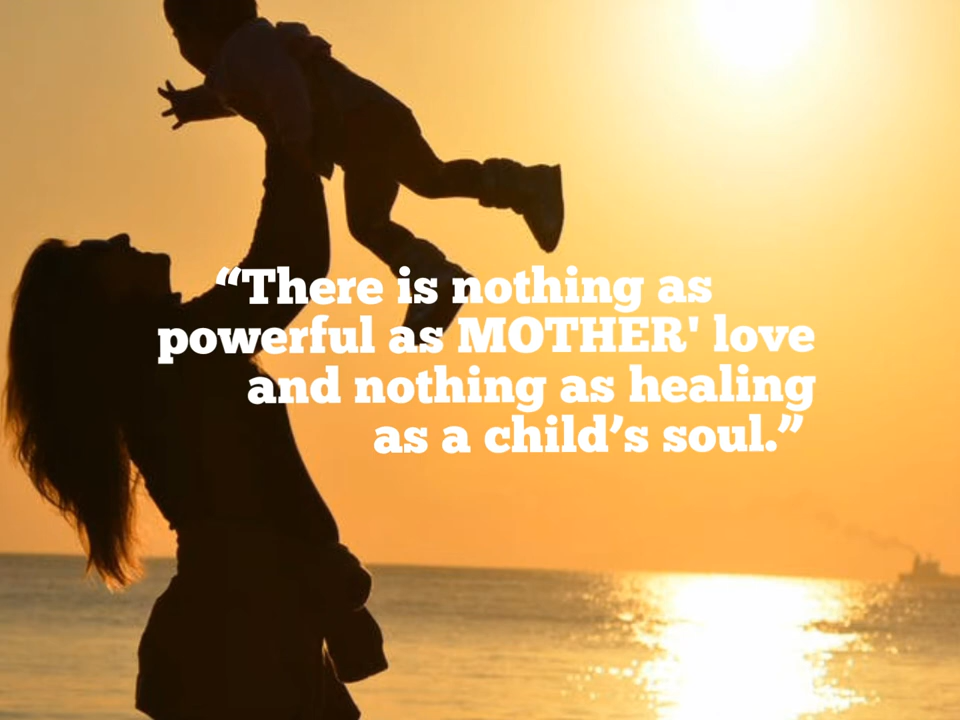 “There is nothing as
powerful as MOTHER' love
and nothing as healing
as a child’s soul.”